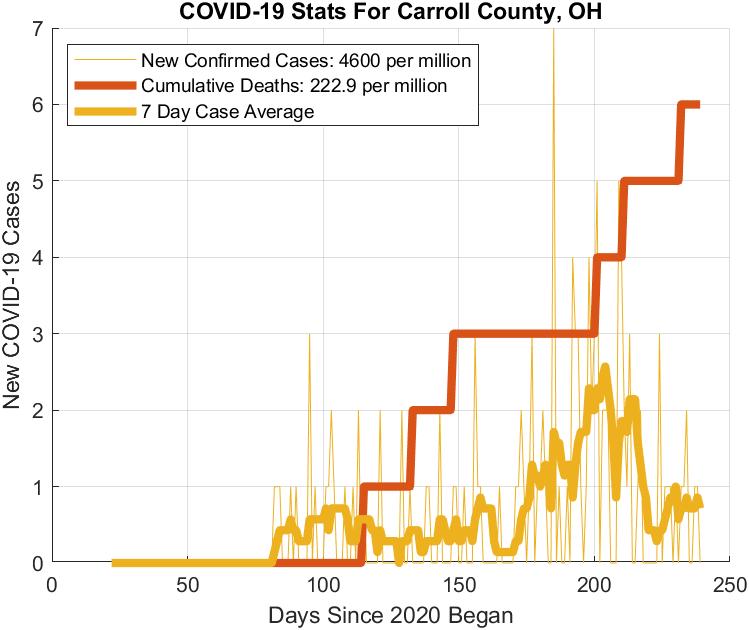 COVID-19 Stats For Carroll County, OH
New Confirmed Cases: 4600 per million
Cumulative Deaths: 222.9 per million
7 Day Case Average
New COVID-19 Cases
7
6
5
4
3
2
1
0
0 50 100 150 200 250
Days Since 2020 Began